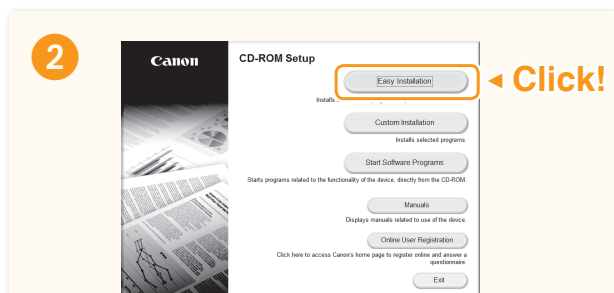 2
Canon
CD-ROM Setup
Easy Installation
Click!
Installs
Custom Installation
Installs selected programs.
Start Software Programs
Starts programs related to the functionality of the device, directly from the CD-ROM.
Manuals
Displays manuals related to use of the device.
Online User Registration
Click here to access Canon's home page to register online and answer a
questionnaire.
Exit